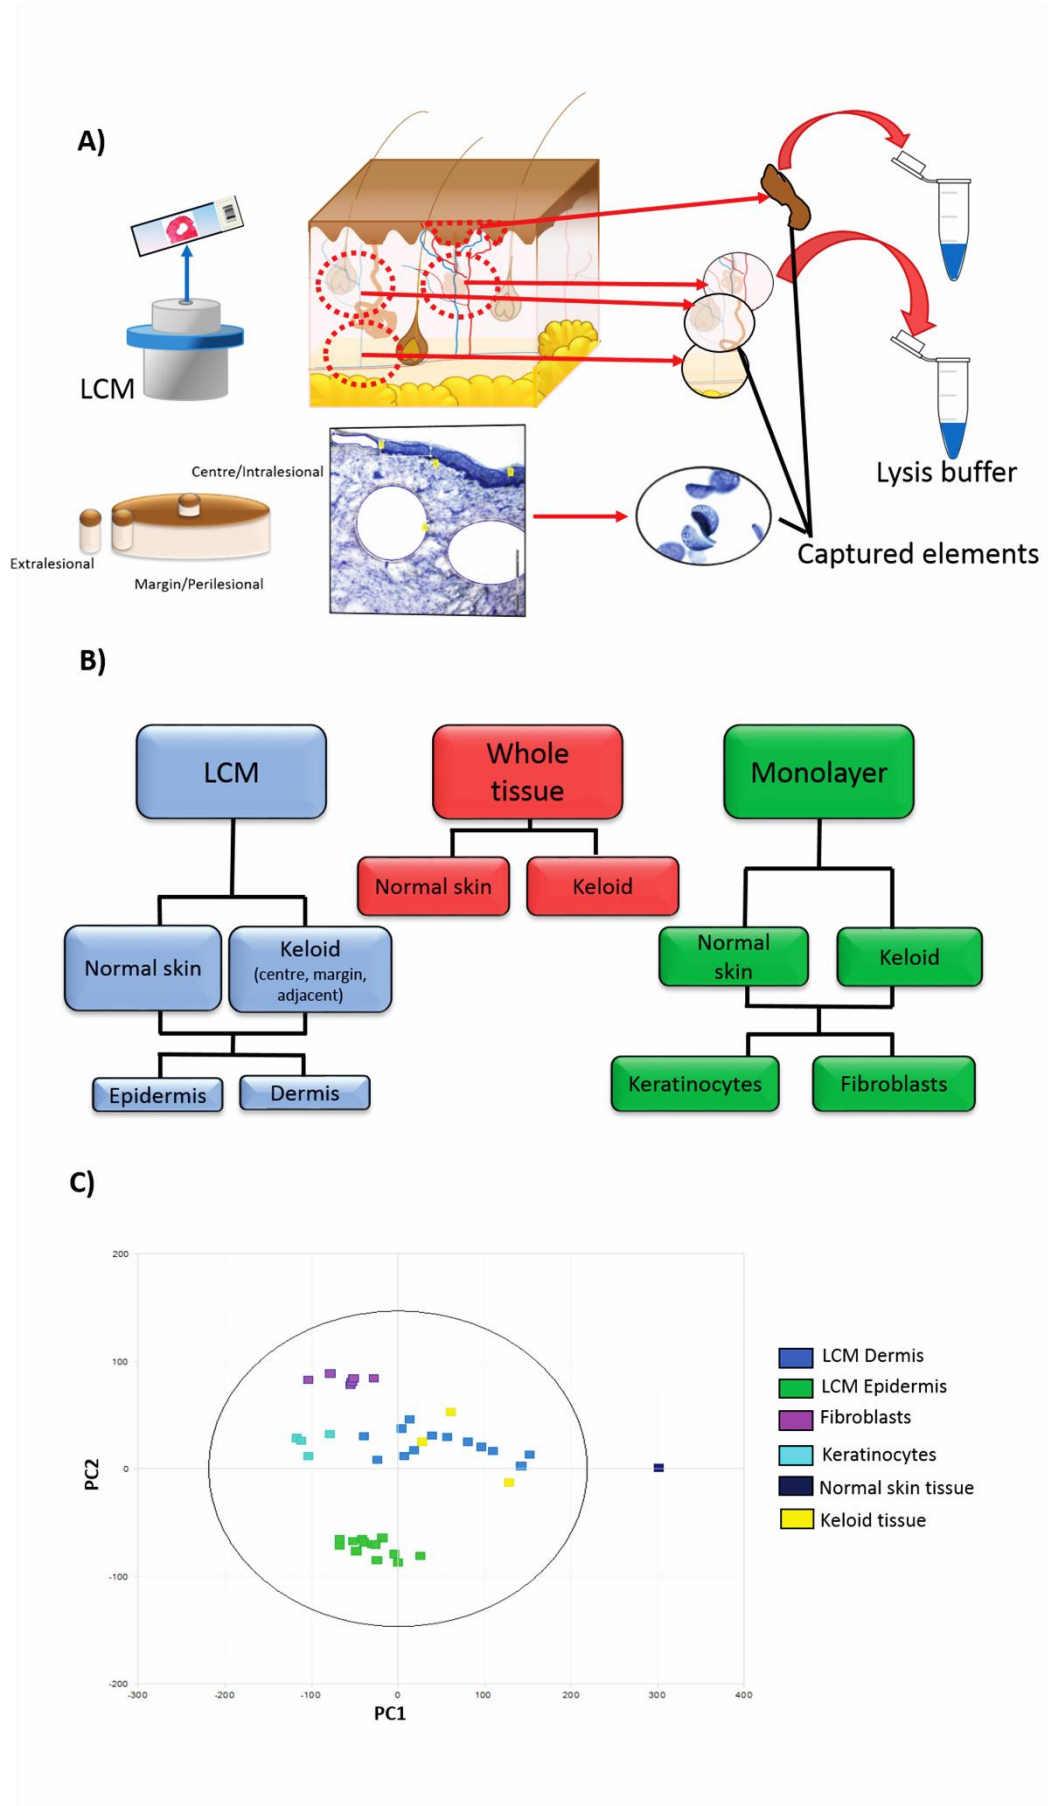 A)
LCM
Lysis buffer
Centre/Intralesional
Extralesional
Margin/Perilesional
Captured elements
B)
LCM
Whole
tissue
Monolayer
Normal skin
Keloid
Normal skin
Keloid
(centre, margin,
adjacent)
Normal
skin
Keloid
Epidermis
Dermis
Keratinocytes
Fibroblasts
C)
200
100
0
-100
-200
PC2
-300
-200
-100
0
100
200
300
400
PC1
LCM Dermis
LCM Epidermis
Fibroblasts
Keratinocytes
Normal skin tissue
Keloid tissue